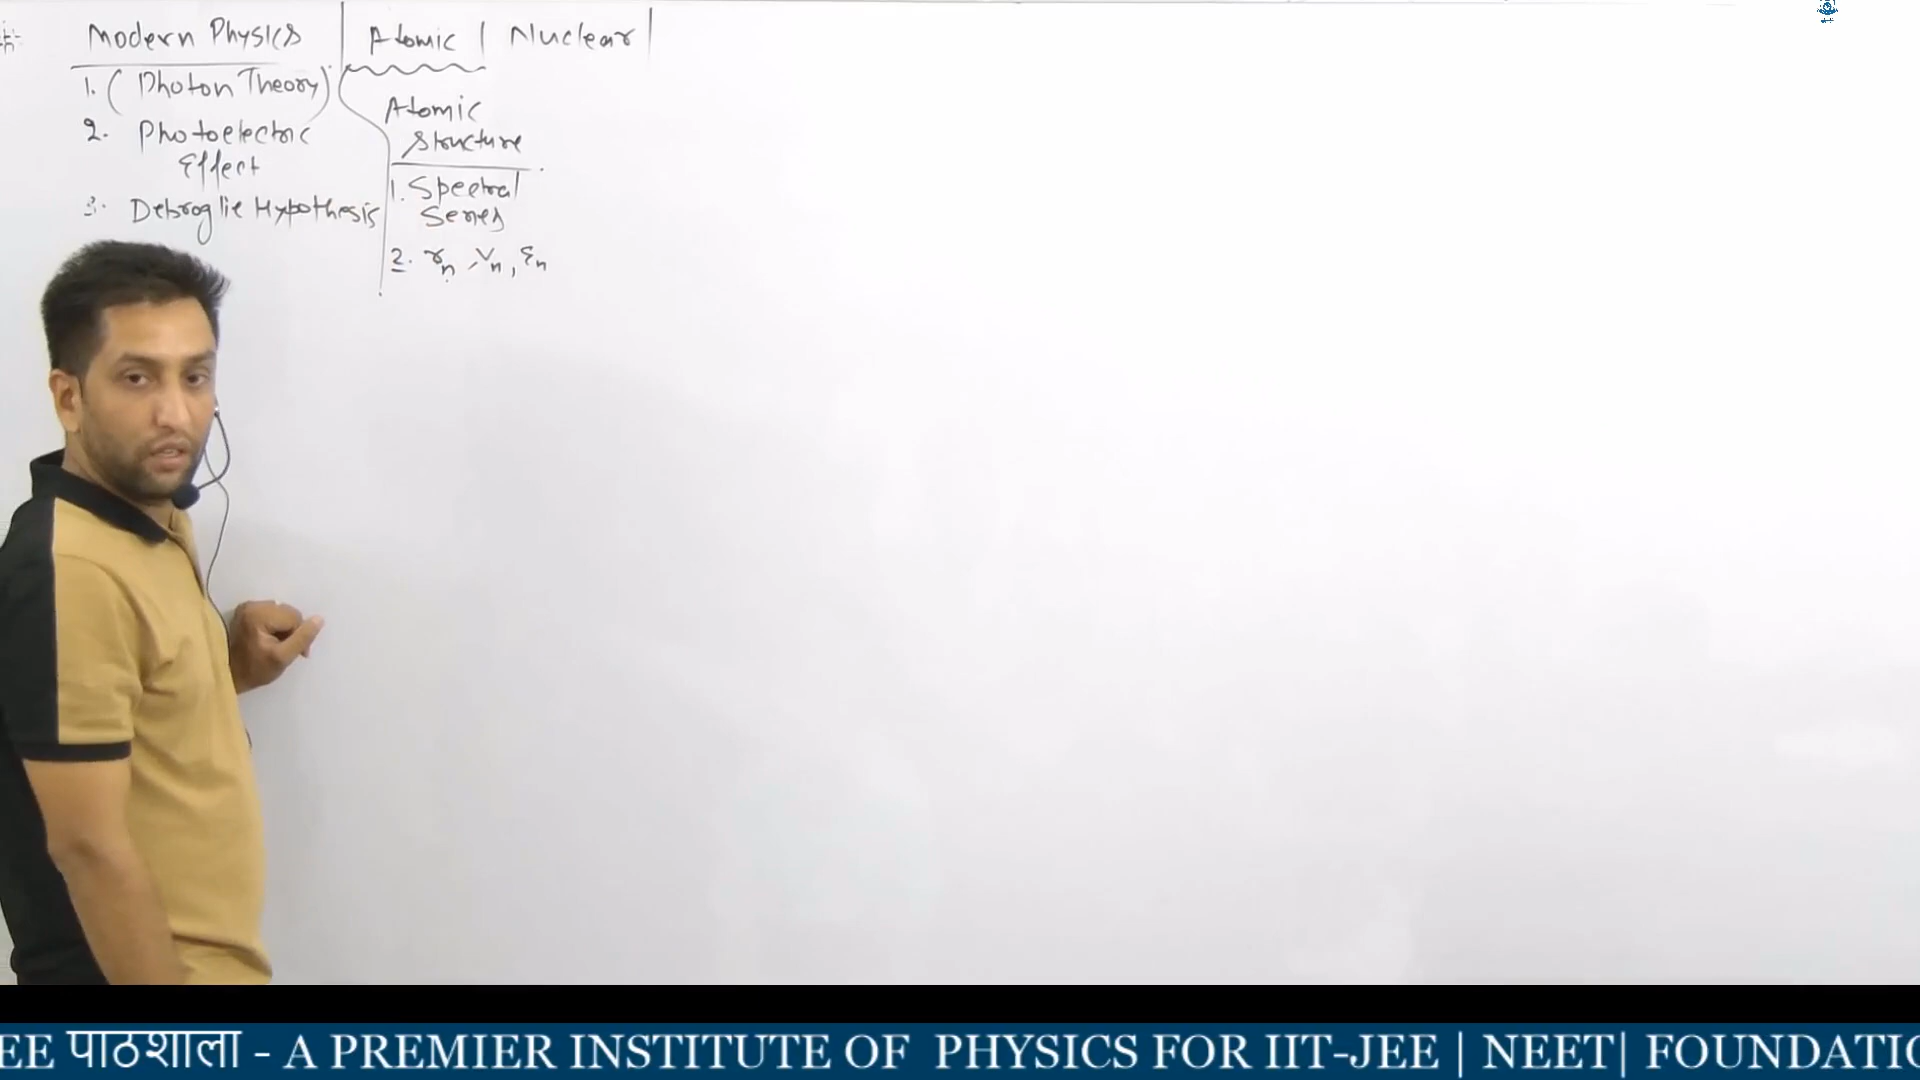 Modern Physics | Atomic | Nuclear |
1. (Photon Theory)
2. Photoelectric
Effect
3. Debroglie Hypothesis
Atomic
Structure
1. Spectral
Series
2. rn, Vn, En
EE पाठशाला - A PREMIER INSTITUTE OF PHYSICS FOR IIT-JEE | NEET| FOUNDATIO